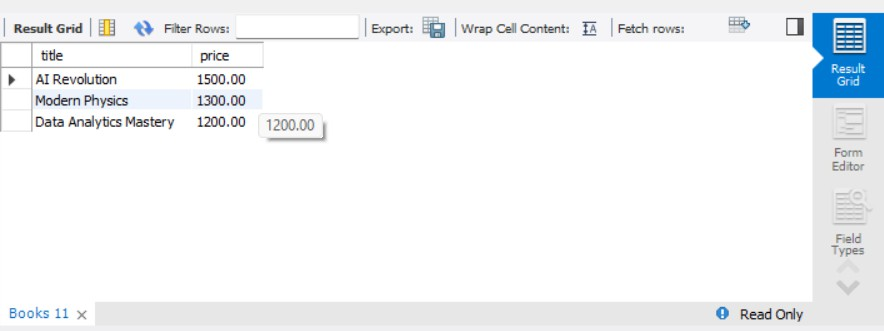 Result Grid Filter Rows: Export: Wrap Cell Content: Fetch rows:
title price
AI Revolution 1500.00
Modern Physics 1300.00
Data Analytics Mastery 1200.00 1200.00
Result
Grid
Form
Editor
Field
Types
Books 11 Read Only